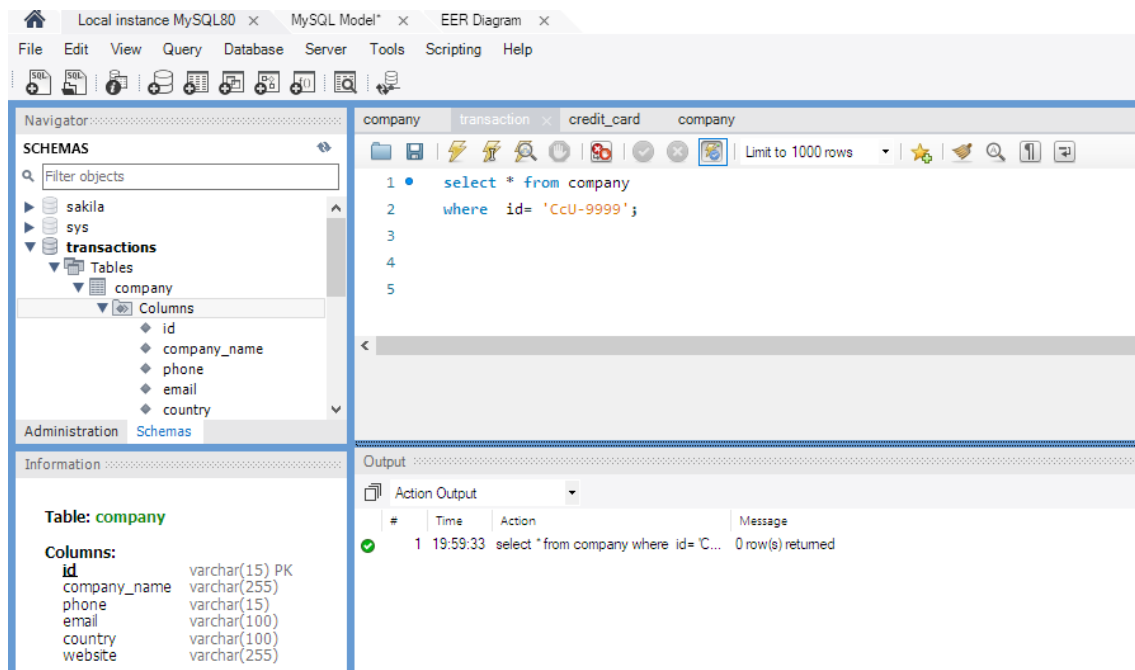 Local instance MySQL80 × MySQL Model* × EER Diagram ×
File Edit View Query Database Server Tools Scripting Help
Navigator
SCHEMAS
Filter objects
sakila
sys
transactions
Tables
company
Columns
id
company_name
phone
email
country
Administration Schemas
Information
Table: company
Columns:
id varchar(15) PK
company_name varchar(255)
phone varchar(15)
email varchar(100)
country varchar(100)
website varchar(255)
company transaction × credit_card company
Limit to 1000 rows
1 select * from company
2 where id= 'CcU-9999';
3
4
5
Output
Action Output
# Time Action Message
1 19:59:33 select * from company where id= 'C... 0 row(s) returned